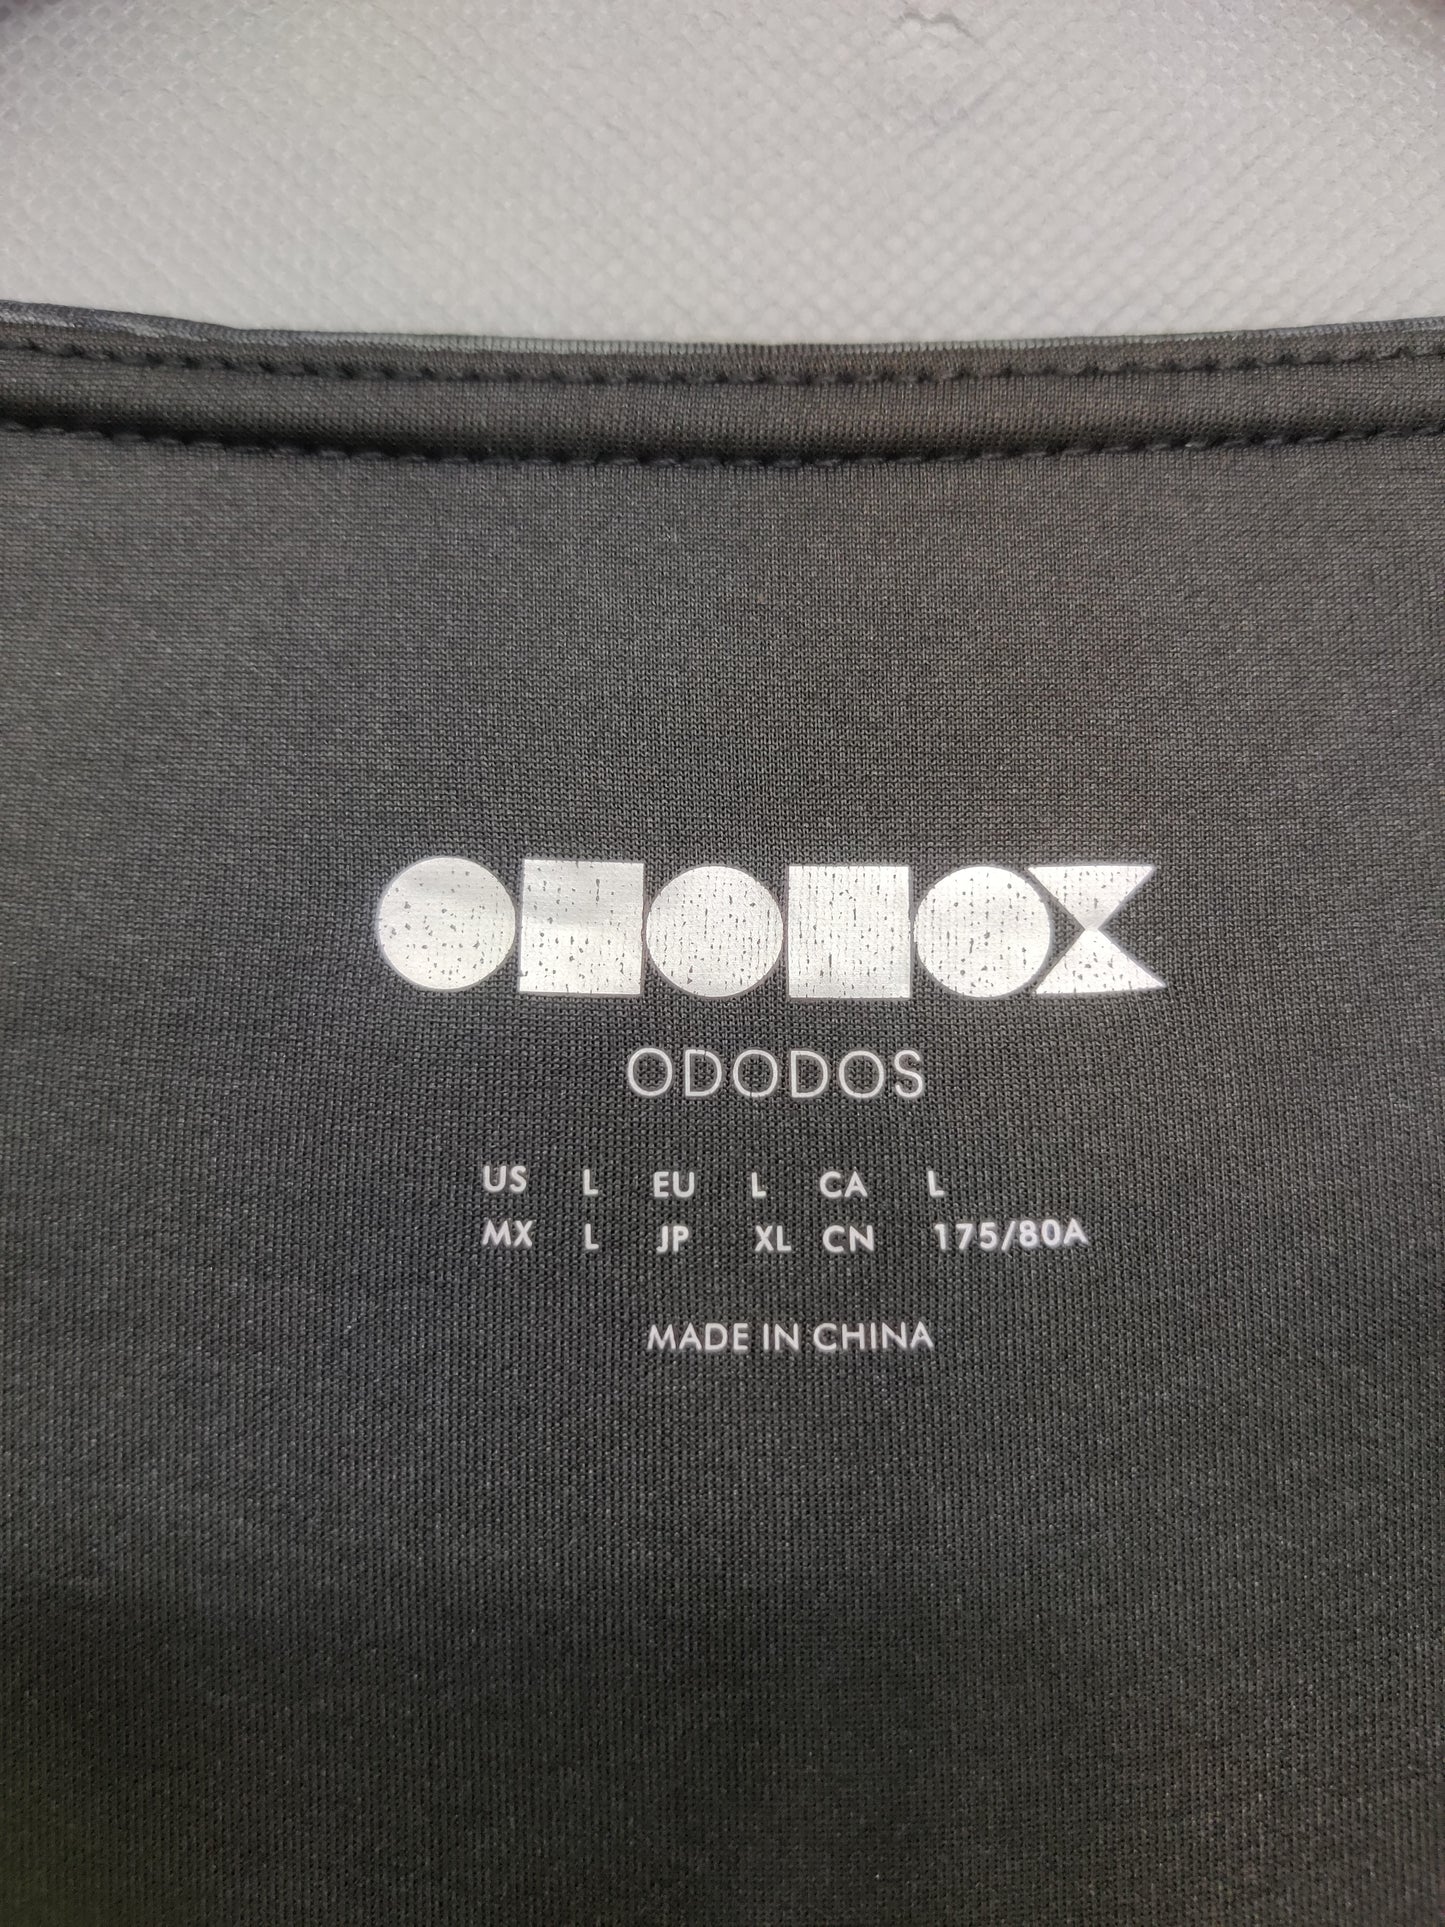 ODODOS
US L EU L CA L
MX L JP XL CN 175/80A
MADE IN CHINA